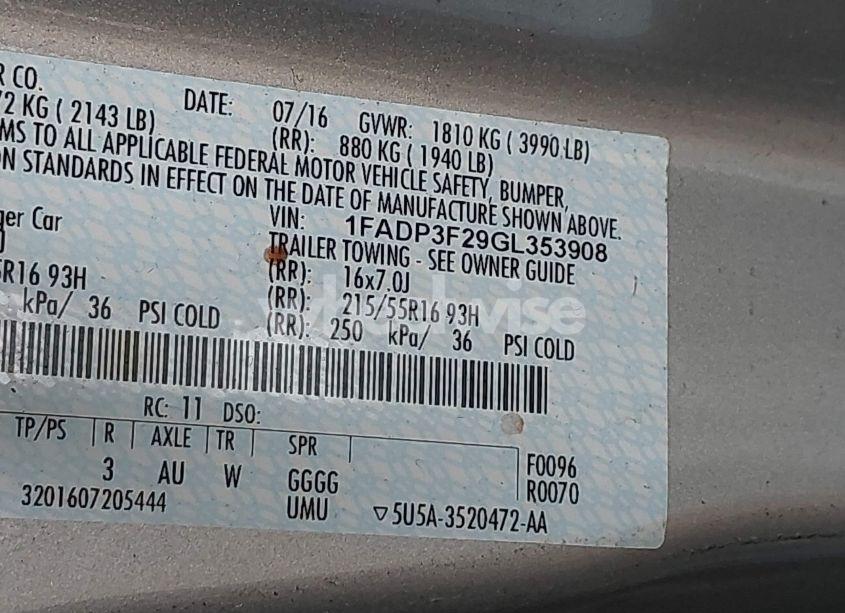 R CO. DATE: 07/16 GVWR: 1810 KG ( 3990 LB)
72 KG ( 2143 LB) (RR): 880 KG ( 1940 LB)
MS TO ALL APPLICABLE FEDERAL MOTOR VEHICLE SAFETY, BUMPER,
ON STANDARDS IN EFFECT ON THE DATE OF MANUFACTURE SHOWN ABOVE.
VIN: 1FADP3F29GL353908
ger Car TRAILER TOWING - SEE OWNER GUIDE
(RR): 16x7.0J
5R16 93H (RR): 215/55R16 93H
kPa/ 36 PSI COLD (RR): 250 kPa/ 36 PSI COLD
RC: 11 DSO:
TP/PS R AXLE TR SPR
3 AU W GGGG F0096
UMU R0070
3201607205444 ▽5U5A-3520472-AA